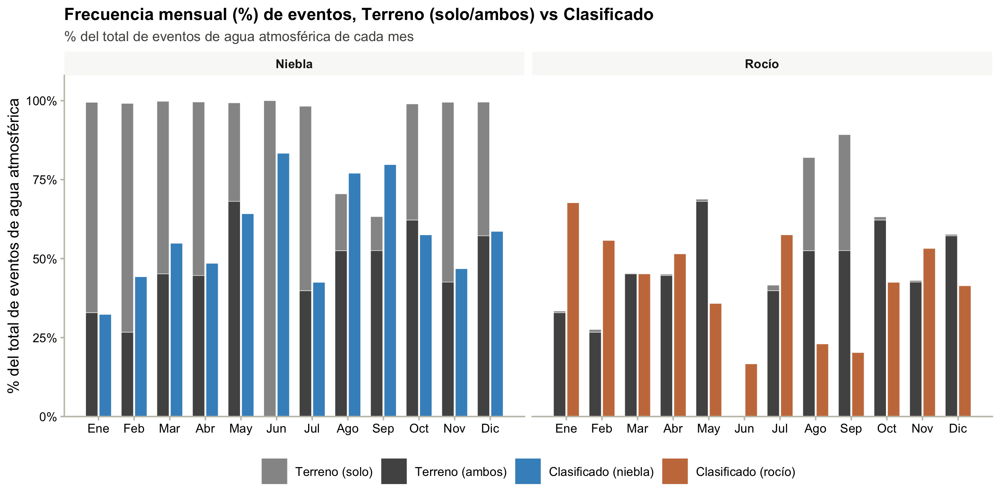 Frecuencia mensual (%) de eventos, Terreno (solo/ambos) vs Clasificado
% del total de eventos de agua atmosférica de cada mes
Niebla
Rocío
% del total de eventos de agua atmosférica
100%
75%
50%
25%
0%
Ene Feb Mar Abr May Jun Jul Ago Sep Oct Nov Dic
Ene Feb Mar Abr May Jun Jul Ago Sep Oct Nov Dic
Terreno (solo) Terreno (ambos) Clasificado (niebla) Clasificado (rocío)